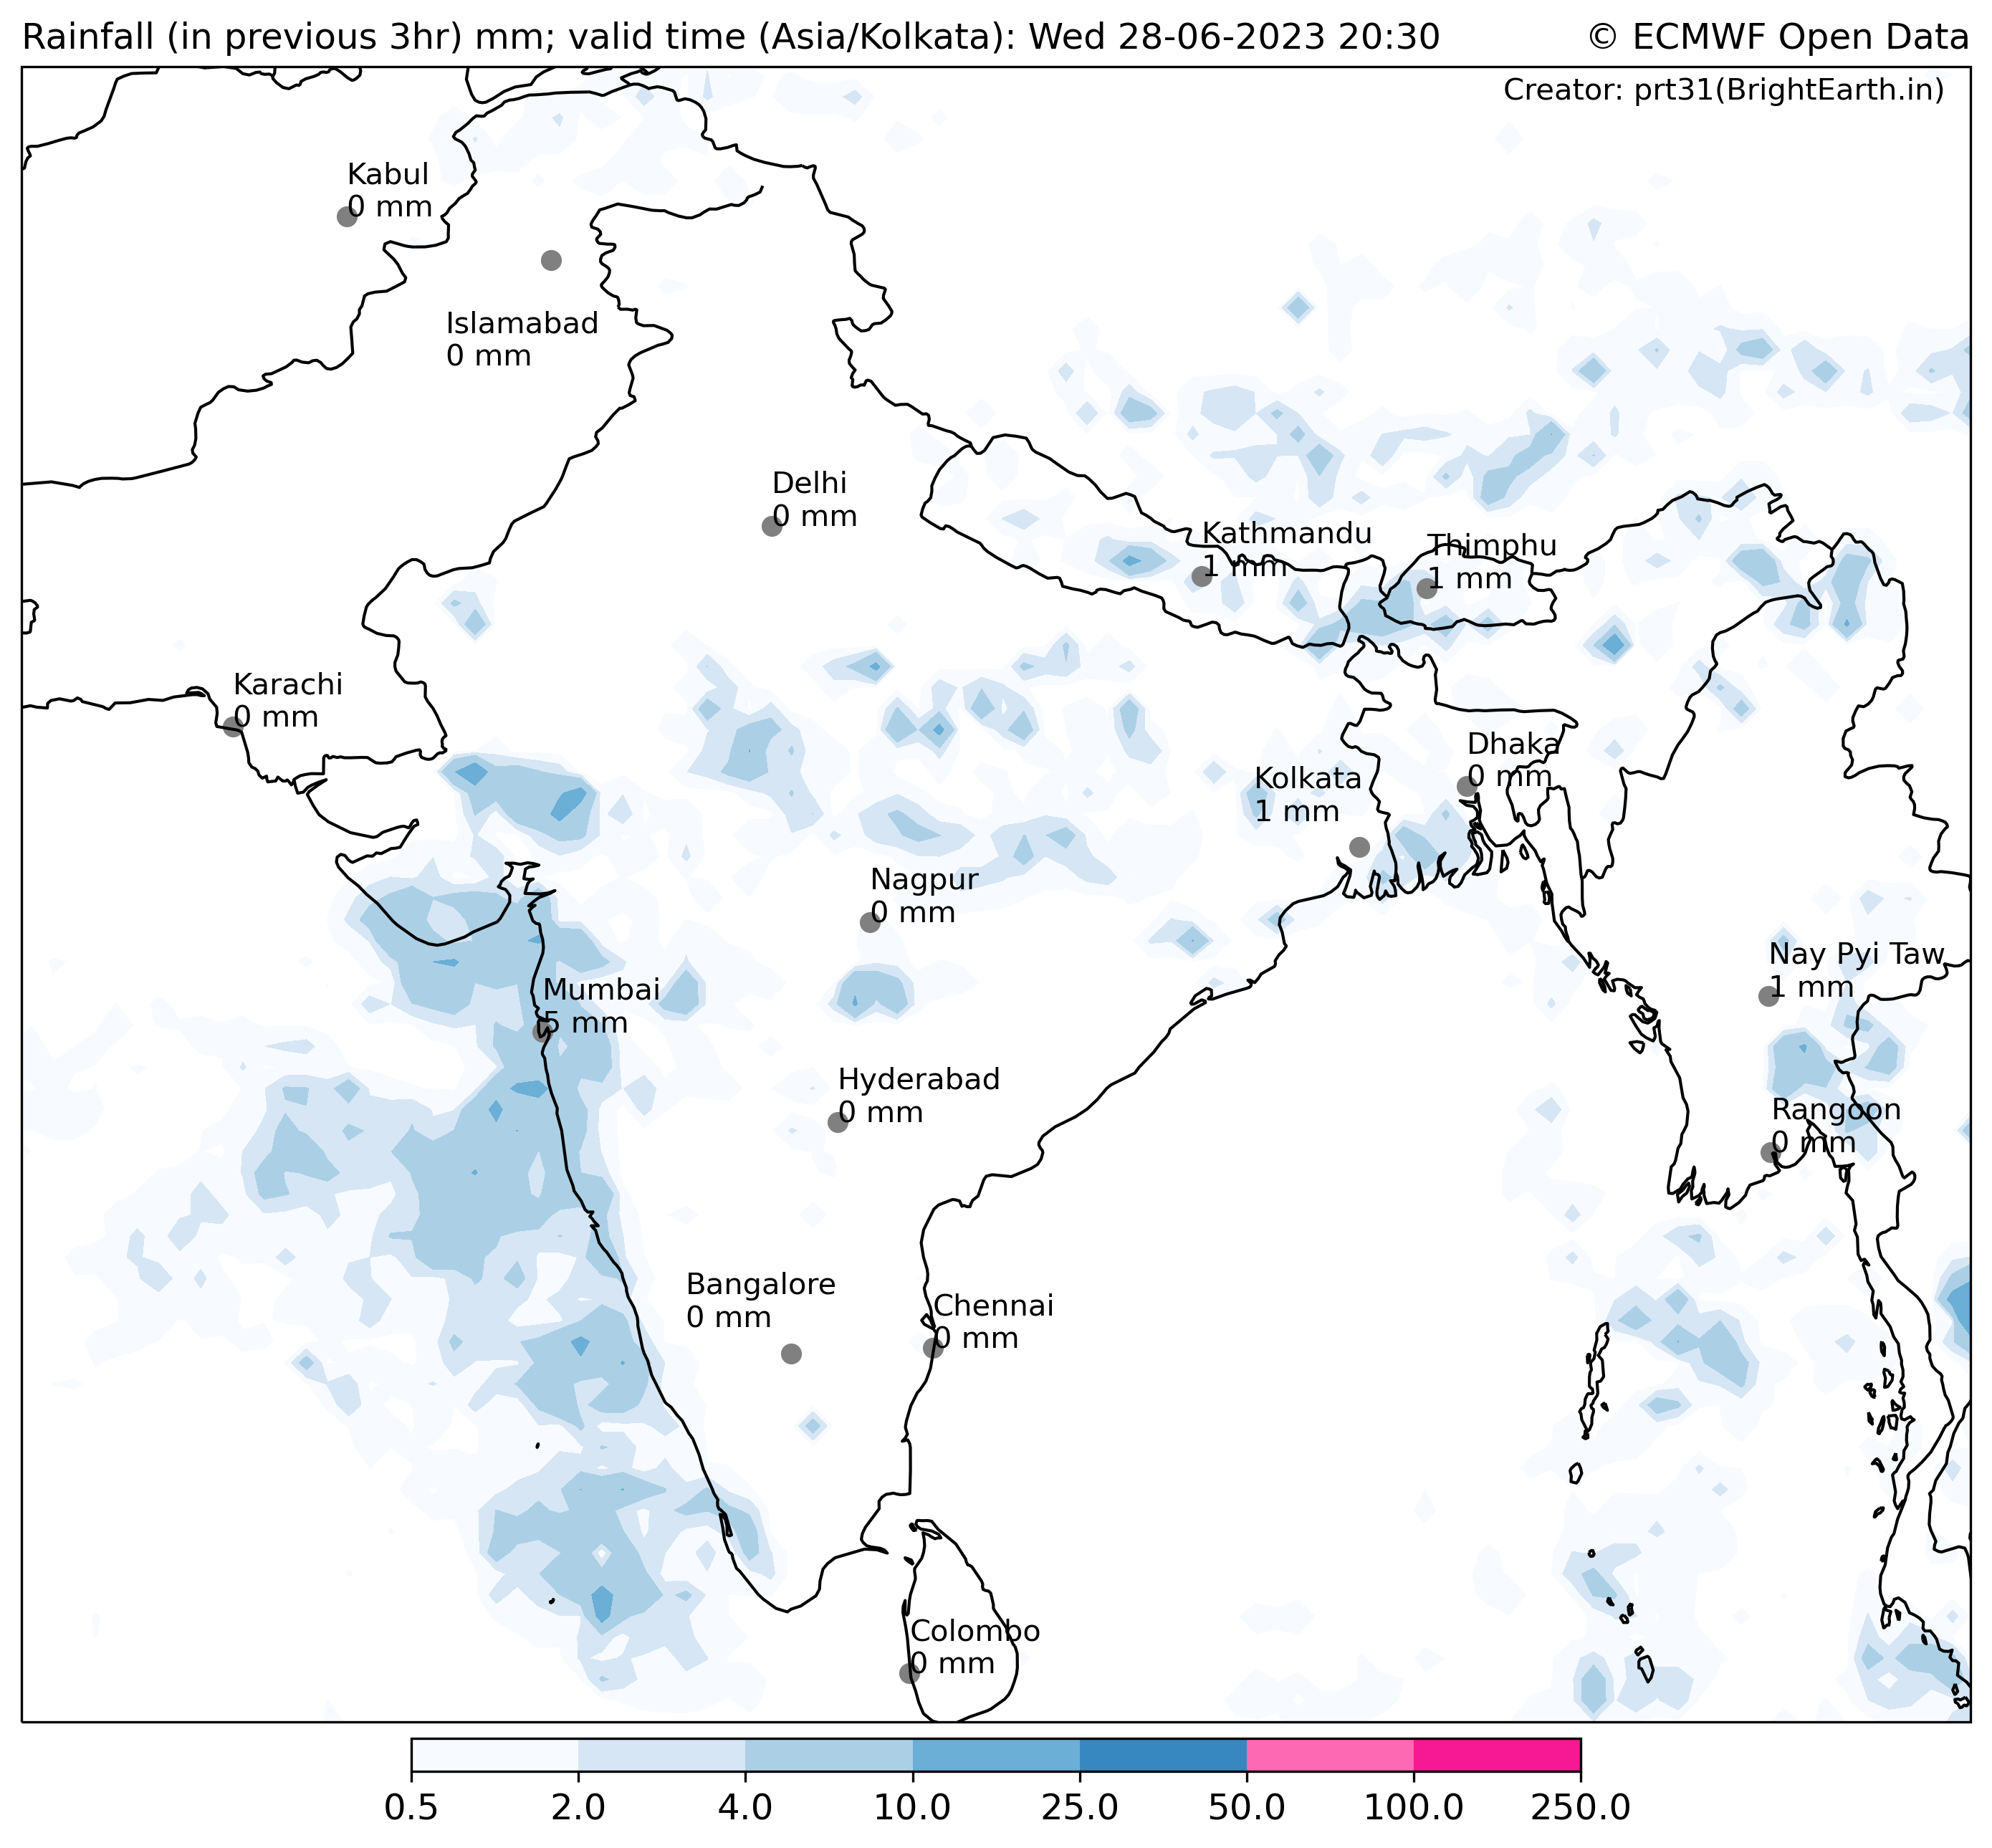 Rainfall (in previous 3hr) mm; valid time (Asia/Kolkata): Wed 28-06-2023 20:30
© ECMWF Open Data
Creator: prt31(BrightEarth.in)
Kabul
0 mm
Islamabad
0 mm
Delhi
0 mm
Kathmandu
1 mm
Thimphu
1 mm
Karachi
0 mm
Dhaka
0 mm
Kolkata
1 mm
Nagpur
0 mm
Nay Pyi Taw
1 mm
Mumbai
5 mm
Hyderabad
0 mm
Rangoon
0 mm
Bangalore
0 mm
Chennai
0 mm
Colombo
0 mm
0.5 2.0 4.0 10.0 25.0 50.0 100.0 250.0